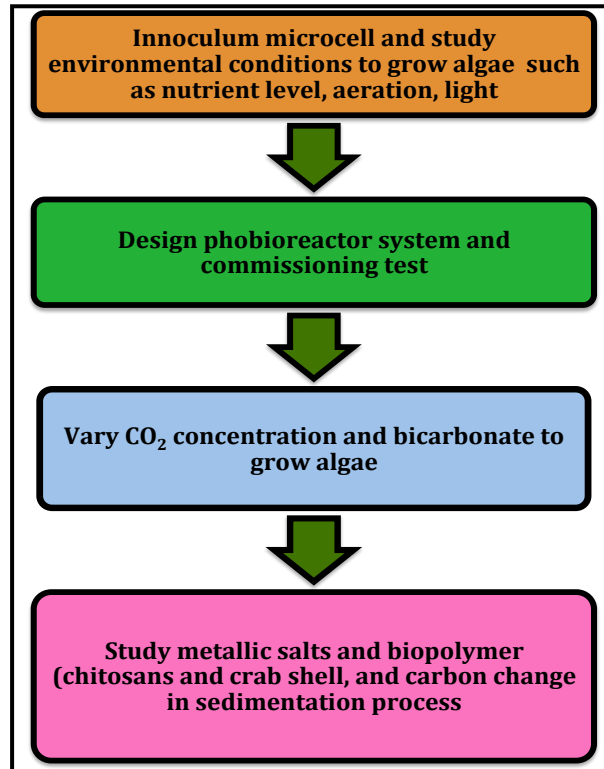 Innoculum microcell and study
environmental conditions to grow algae such
as nutrient level, aeration, light
Design phobioreactor system and
commissioning test
Vary CO₂ concentration and bicarbonate to
grow algae
Study metallic salts and biopolymer
(chitosans and crab shell, and carbon change
in sedimentation process